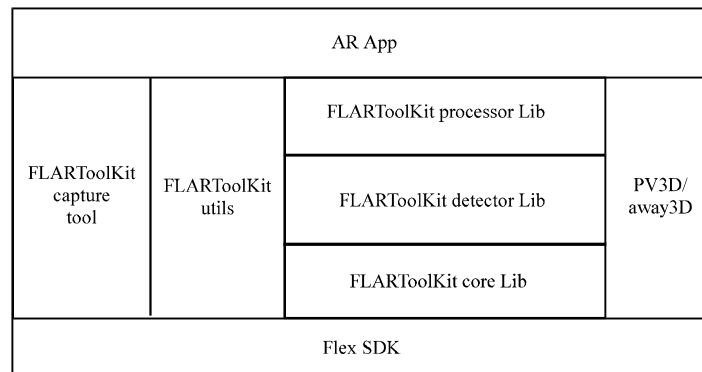 AR App
FLARToolKit
capture
tool
FLARToolKit
utils
FLARToolKit processor Lib
FLARToolKit detector Lib
FLARToolKit core Lib
PV3D/
away3D
Flex SDK